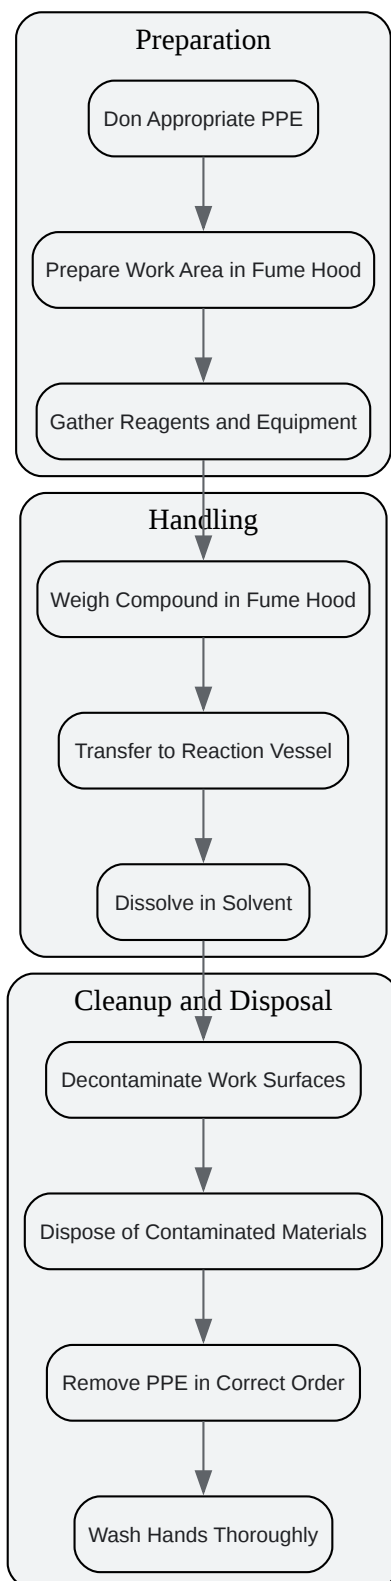 Preparation
Don Appropriate PPE
Prepare Work Area in Fume Hood
Gather Reagents and Equipment
Handling
Weigh Compound in Fume Hood
Transfer to Reaction Vessel
Dissolve in Solvent
Cleanup and Disposal
Decontaminate Work Surfaces
Dispose of Contaminated Materials
Remove PPE in Correct Order
Wash Hands Thoroughly